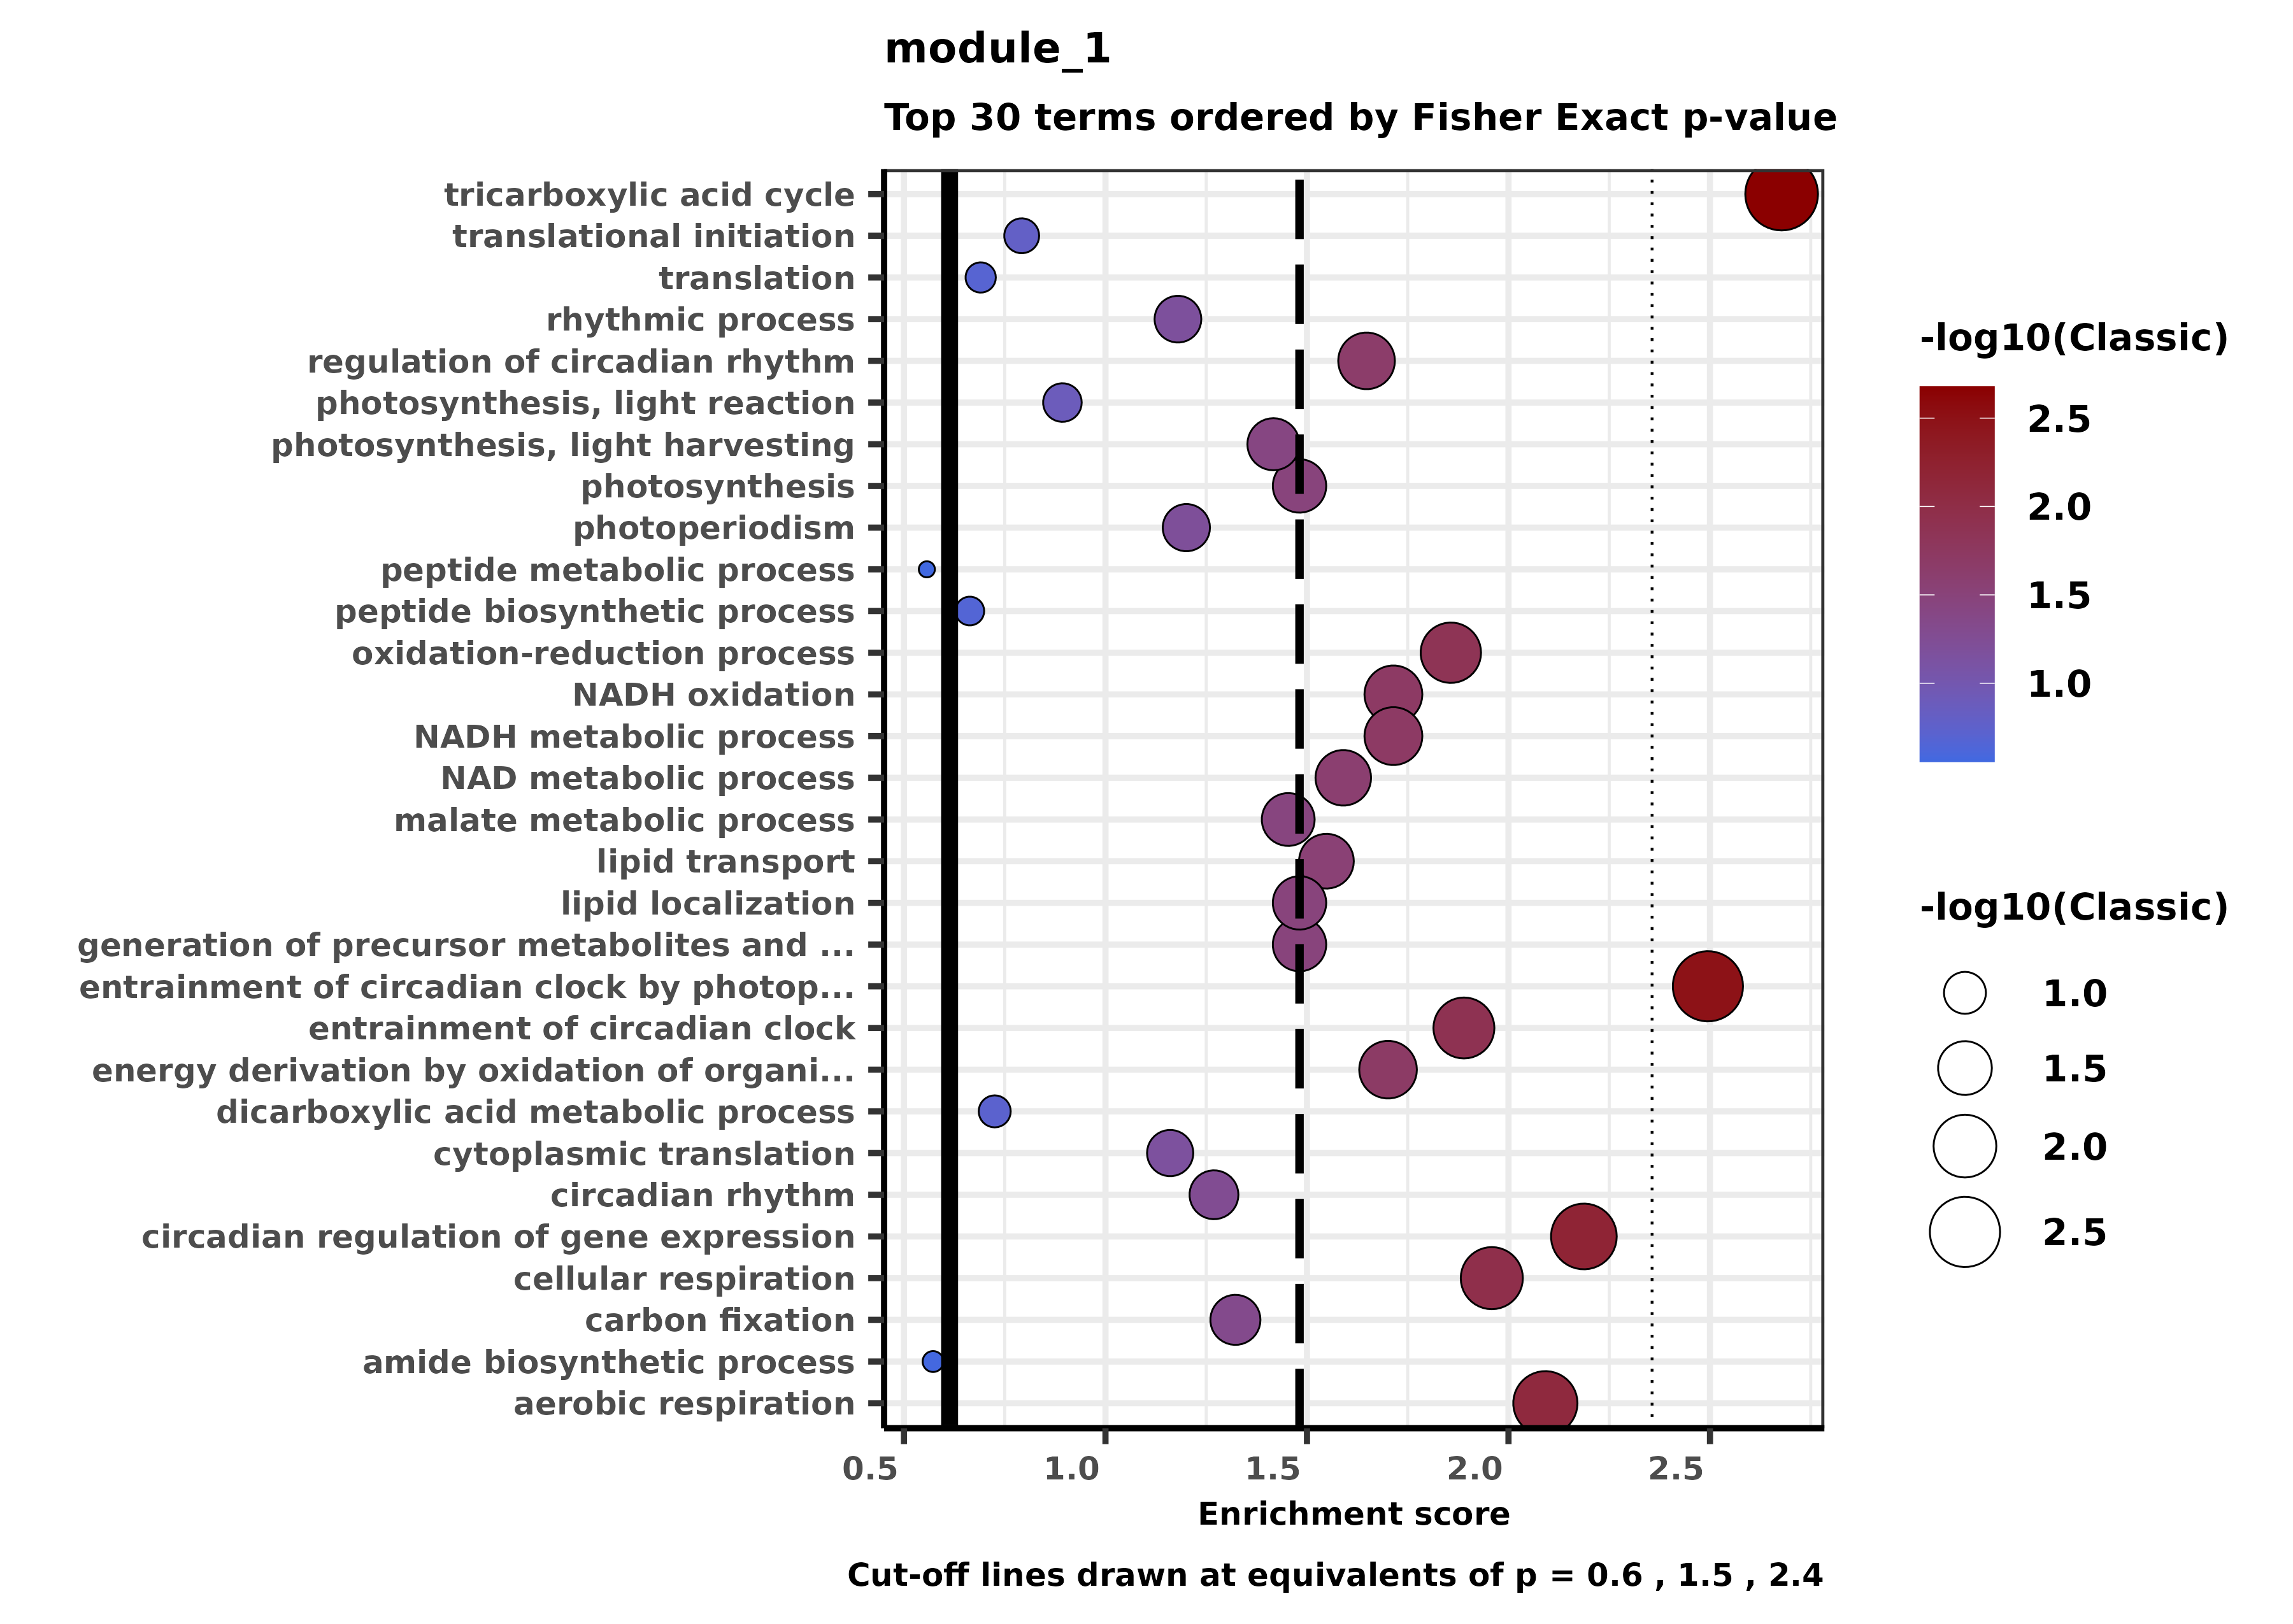 module_1
Top 30 terms ordered by Fisher Exact p-value
tricarboxylic acid cycle
translational initiation
translation
rhythmic process
regulation of circadian rhythm
photosynthesis, light reaction
photosynthesis, light harvesting
photosynthesis
photoperiodism
peptide metabolic process
peptide biosynthetic process
oxidation-reduction process
NADH oxidation
NADH metabolic process
NAD metabolic process
malate metabolic process
lipid transport
lipid localization
generation of precursor metabolites and ...
entrainment of circadian clock by photop...
entrainment of circadian clock
energy derivation by oxidation of organi...
dicarboxylic acid metabolic process
cytoplasmic translation
circadian rhythm
circadian regulation of gene expression
cellular respiration
carbon fixation
amide biosynthetic process
aerobic respiration
0.5 1.0 1.5 2.0 2.5
Enrichment score
Cut-off lines drawn at equivalents of p = 0.6 , 1.5 , 2.4
-log10(Classic)
2.5
2.0
1.5
1.0
-log10(Classic)
1.0
1.5
2.0
2.5